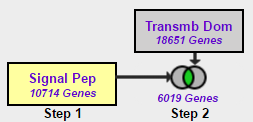 Transmb Dom
18651 Genes
Signal Pep
10714 Genes
6019 Genes
Step 1
Step 2